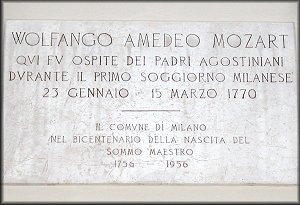 WOLFANGO AMEDEO MOZART
QVI FV OSPITE DEI PADRI AGOSTINIANI
DVRANTE IL PRIMO SOGGIORNO MILANESE
23 GENNAIO - 15 MARZO 1770
IL COMVNE DI MILANO
NEL BICENTENARIO DELLA NASCITA DEL
SOMMO MAESTRO
1756 - 1956